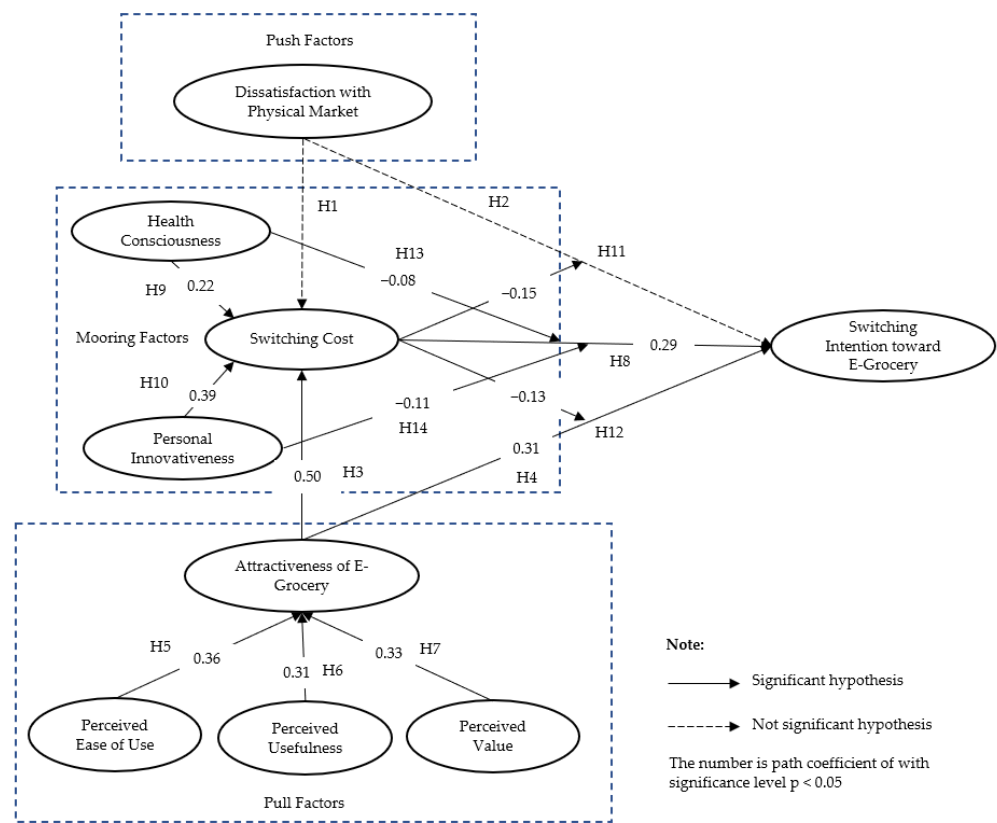 Push Factors
Dissatisfaction with
Physical Market
H1
H2
Health
Consciousness
H13
H11
−0.08
H9
0.22
−0.15
Mooring Factors
Switching Cost
0.29
H8
Switching
Intention toward
E-Grocery
H10
0.39
−0.11
H14
−0.13
H12
Personal
Innovativeness
0.50
H3
0.31
H4
Attractiveness of E-
Grocery
H5
0.36
0.31
H6
0.33
H7
Perceived
Ease of Use
Perceived
Usefulness
Perceived
Value
Pull Factors
Note:
Significant hypothesis
Not significant hypothesis
The number is path coefficient of with
significance level p < 0.05